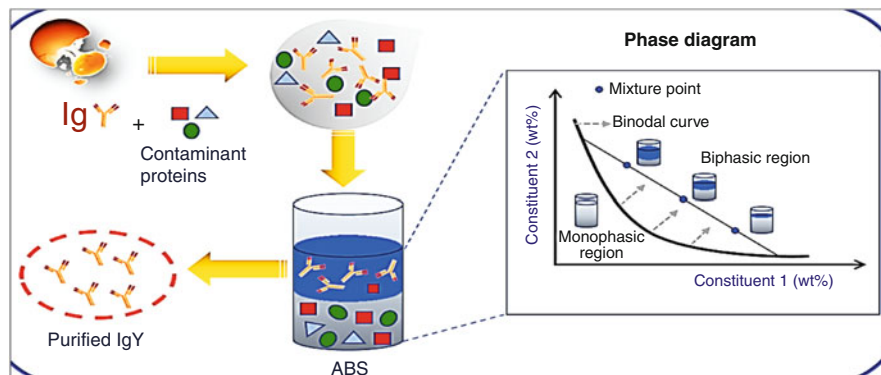 Ig
+
Contaminant
proteins
Purified IgY
ABS
Phase diagram
Mixture point
Binodal curve
Biphasic region
Monophasic
region
Constituent 2 (wt%)
Constituent 1 (wt%)